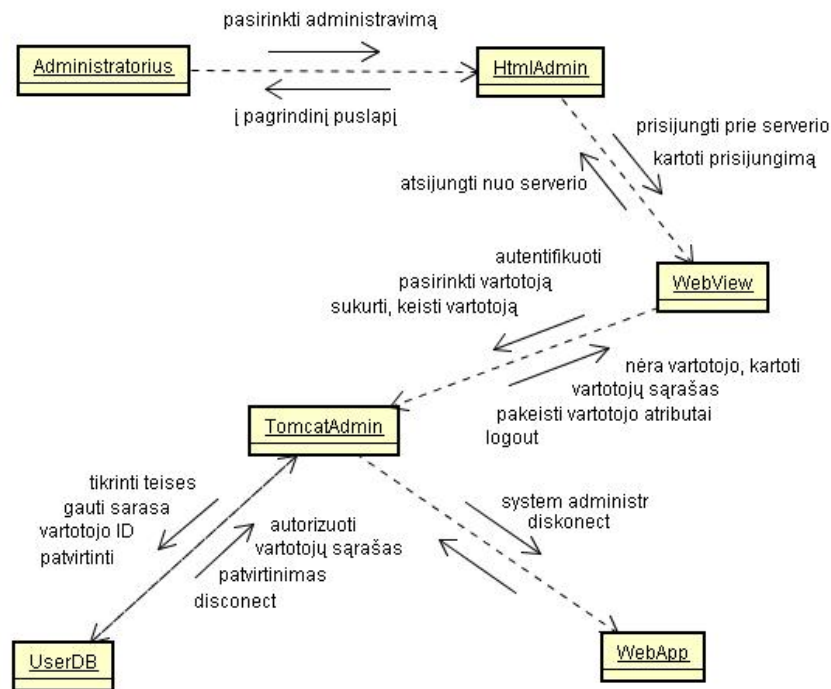 pasirinkti administravimą
Administratorius
HtmlAdmin
į pagrindinį puslapį
prisijungti prie serverio
kartoti prisijungimą
atsijungti nuo serverio
autentifikuoti
pasirinkti vartotoją
sukurti, keisti vartotoją
WebView
nėra vartotojo, kartoti
vartotojų sąrašas
pakeisti vartotojo atributai
logout
TomcatAdmin
tikrinti teises
gauti sarasa
vartotojo ID
patvirtinti
autorizuoti
vartotojų sąrašas
patvirtinimas
disconect
system administr
diskonect
UserDB
WebApp